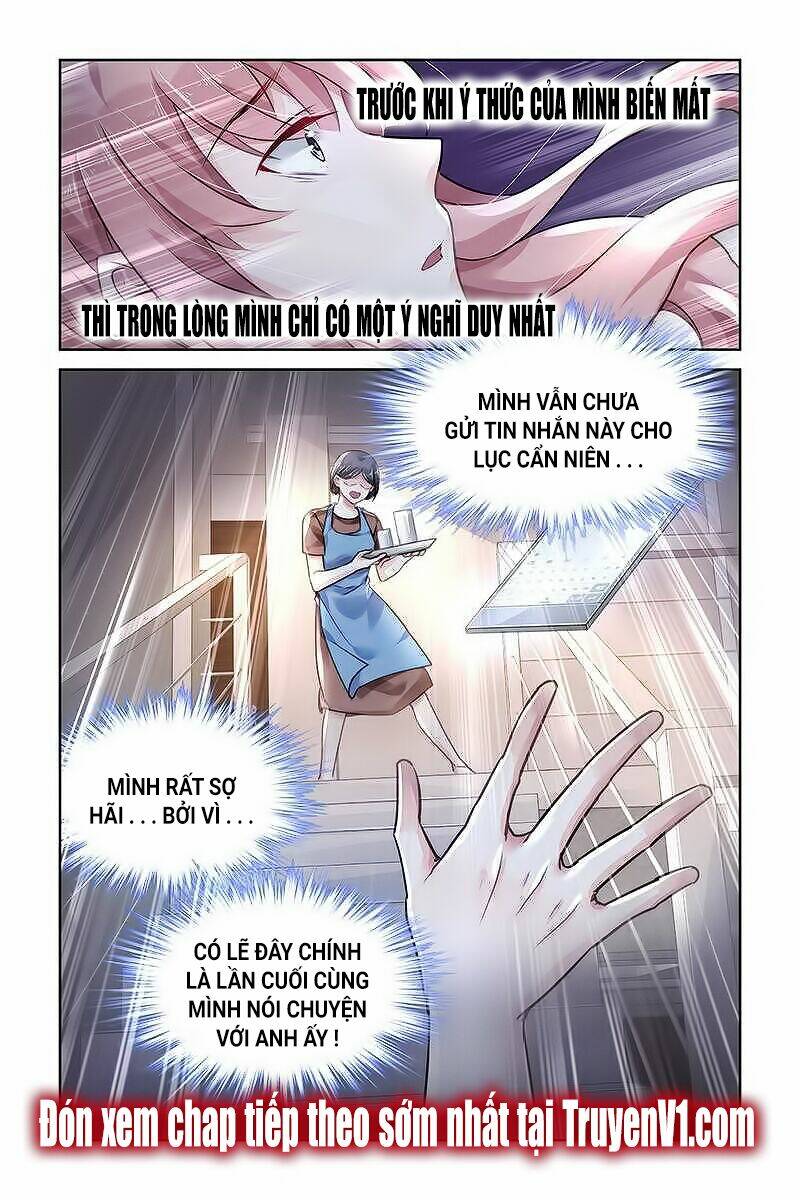 TRƯỚC KHI Ý THỨC CỦA MÌNH BIẾN MẤT
THÌ TRONG LÒNG MÌNH CHỈ CÓ MỘT Ý NGHĨ DUY NHẤT
MÌNH VẪN CHƯA
GỬI TIN NHẮN NÀY CHO
LỤC CẨN NIÊN . . .
MÌNH RẤT SỢ
HÃI . . . BỞI VÌ . . .
CÓ LẼ ĐÂY CHÍNH
LÀ LẦN CUỐI CÙNG
MÌNH NÓI CHUYỆN
VỚI ANH ẤY !
Đón xem chap tiếp theo sớm nhất tại TruyenV1.com